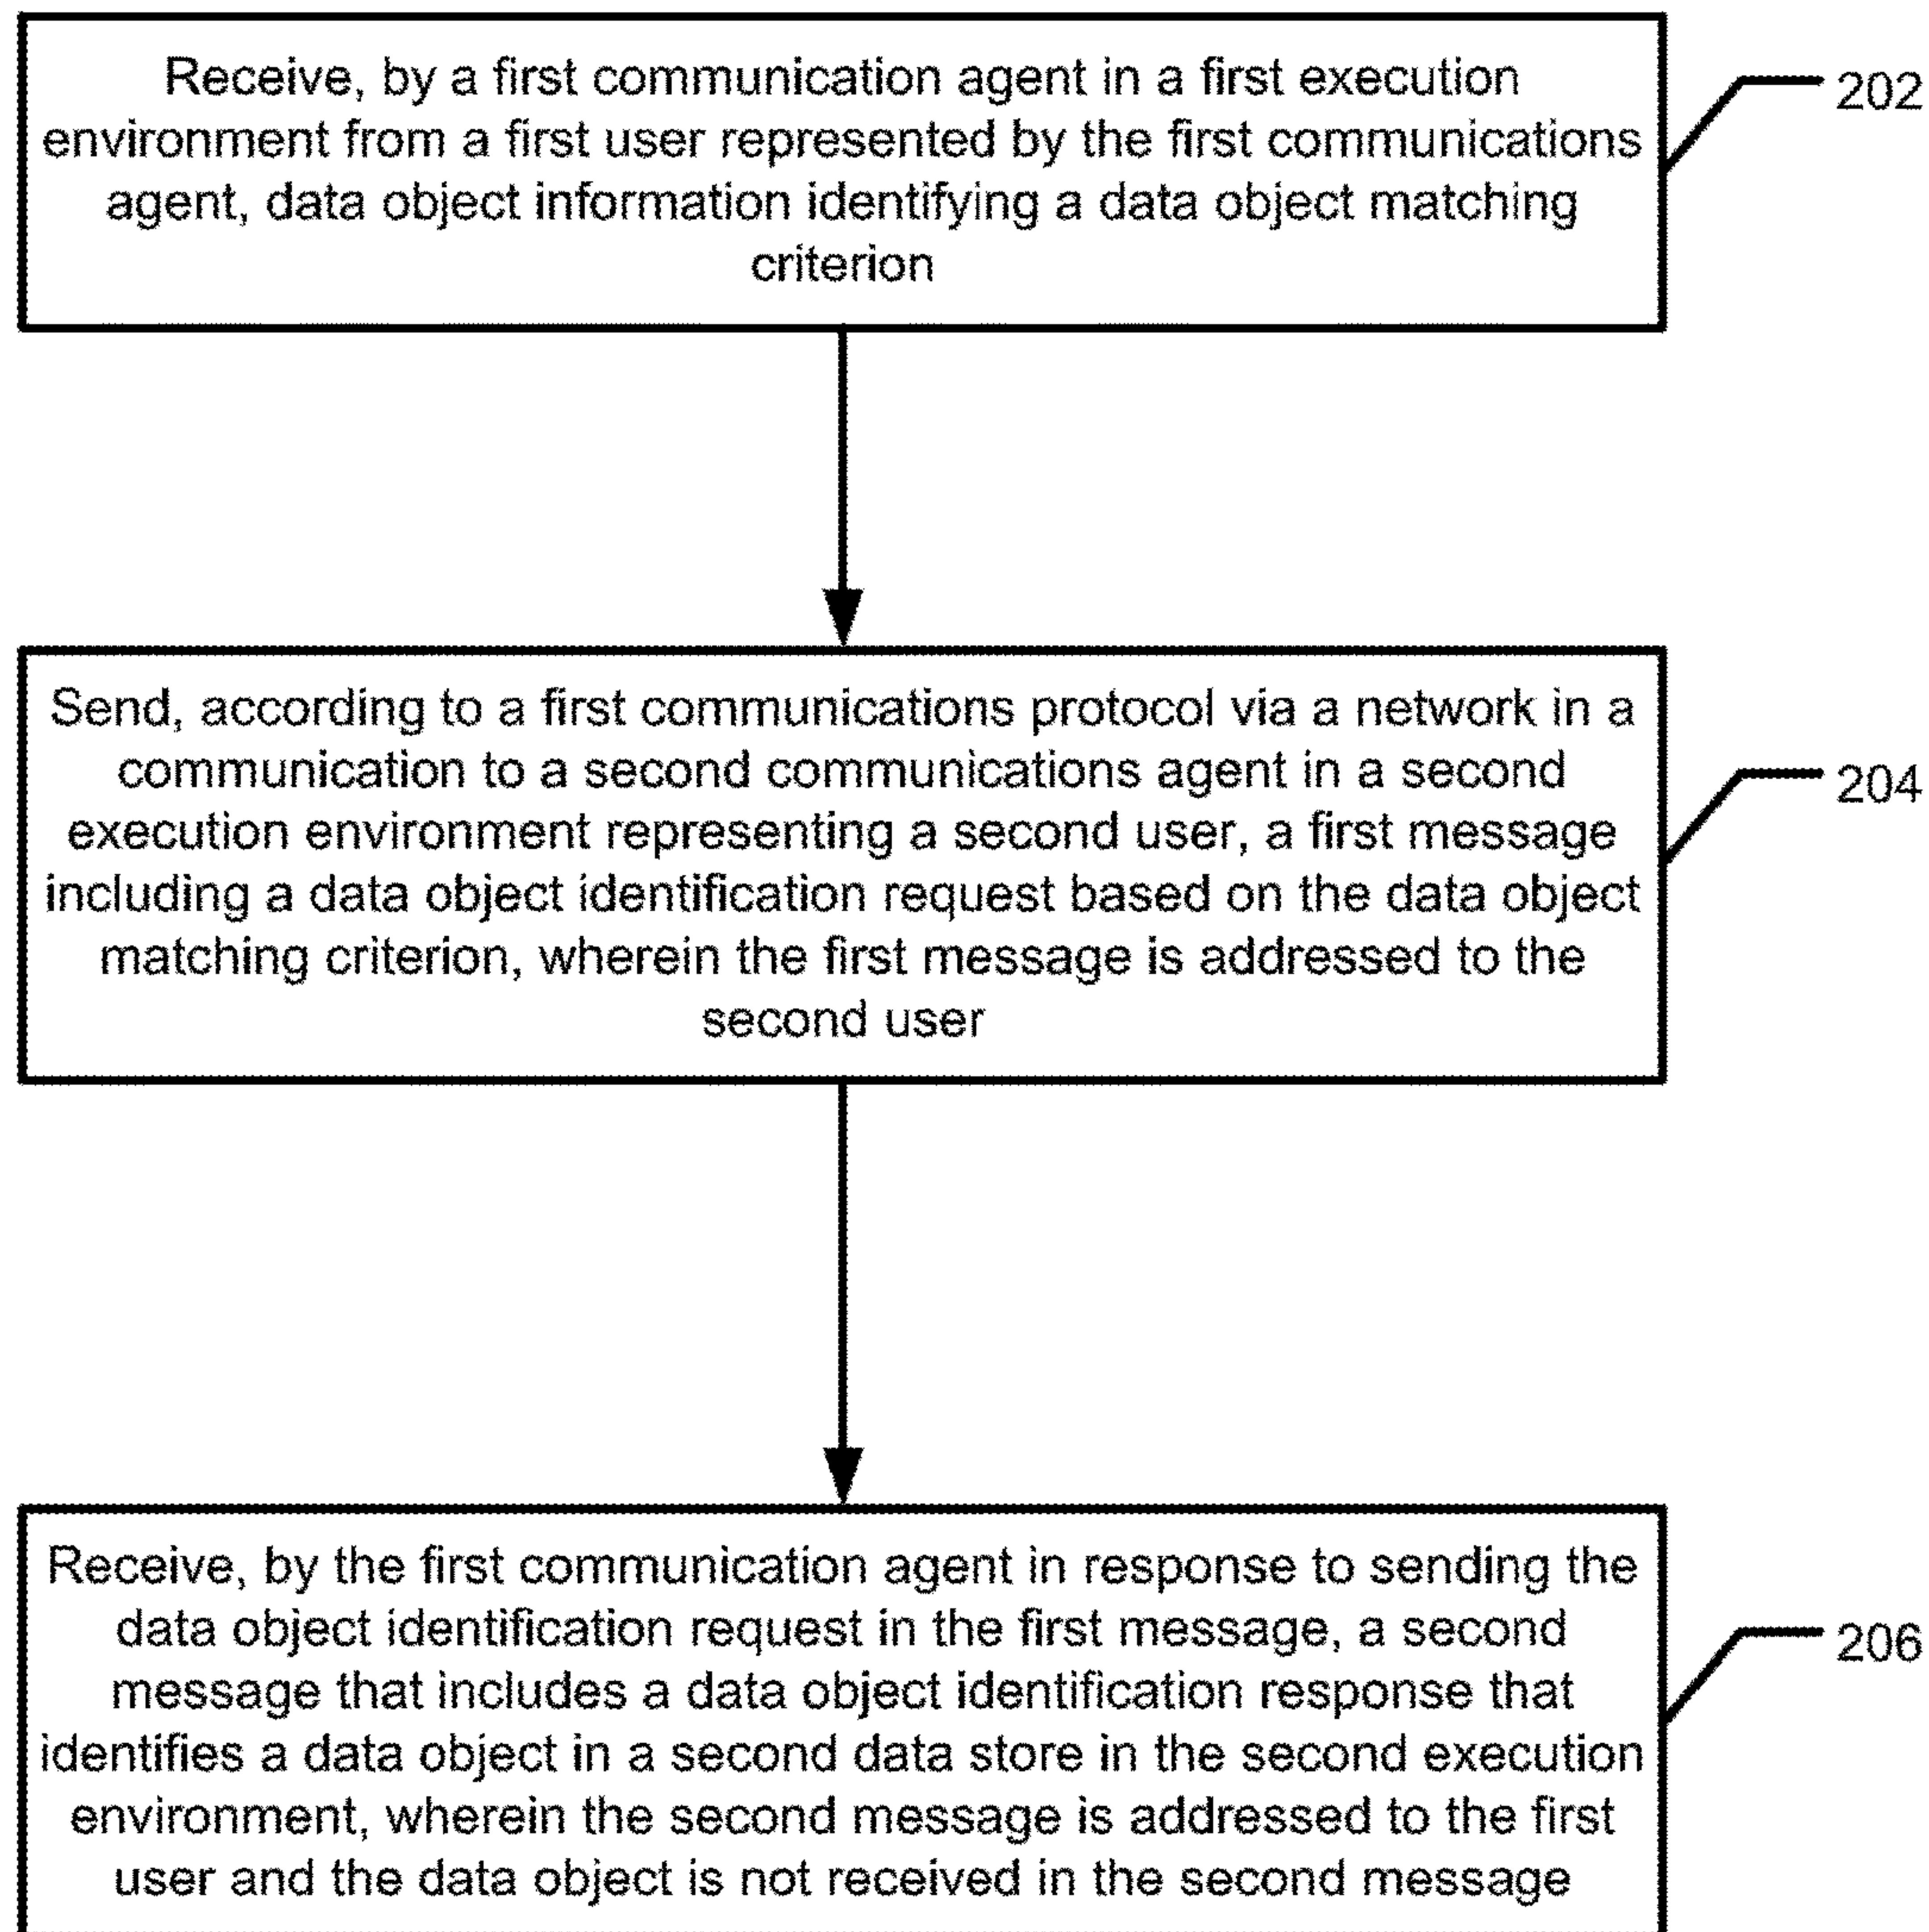 Receive, by a first communication agent in a first execution
environment from a first user represented by the first communications
agent, data object information identifying a data object matching
criterion
202
Send, according to a first communications protocol via a network in a
communication to a second communications agent in a second
execution environment representing a second user, a first message
including a data object identification request based on the data object
matching criterion, wherein the first message is addressed to the
second user
204
Receive, by the first communication agent in response to sending the
data object identification request in the first message, a second
message that includes a data object identification response that
identifies a data object in a second data store in the second execution
environment, wherein the second message is addressed to the first
user and the data object is not received in the second message
206